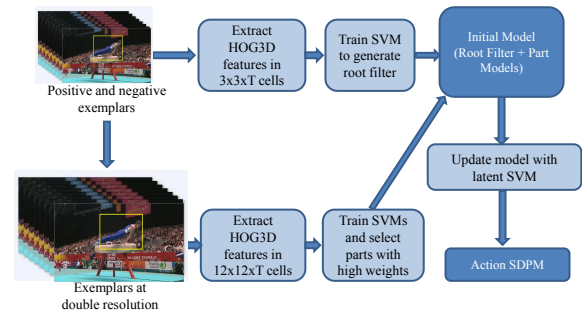 Positive and negative
exemplars
Extract
HOG3D
features in
3x3xT cells
Train SVM
to generate
root filter
Initial Model
(Root Filter + Part
Models)
Update model with
latent SVM
Exemplars at
double resolution
Extract
HOG3D
features in
12x12xT cells
Train SVMs
and select
parts with
high weights
Action SDPM